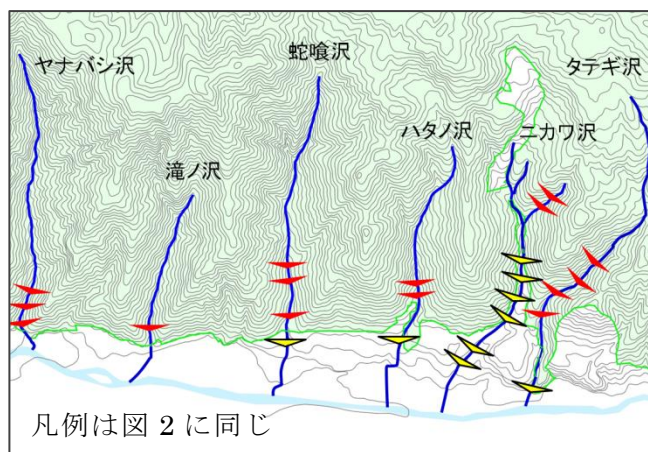 ヤナバシ沢
蛇喰沢
タテギ沢
ハタノ沢
ニカワ沢
滝ノ沢
凡例は図 2 に同じ